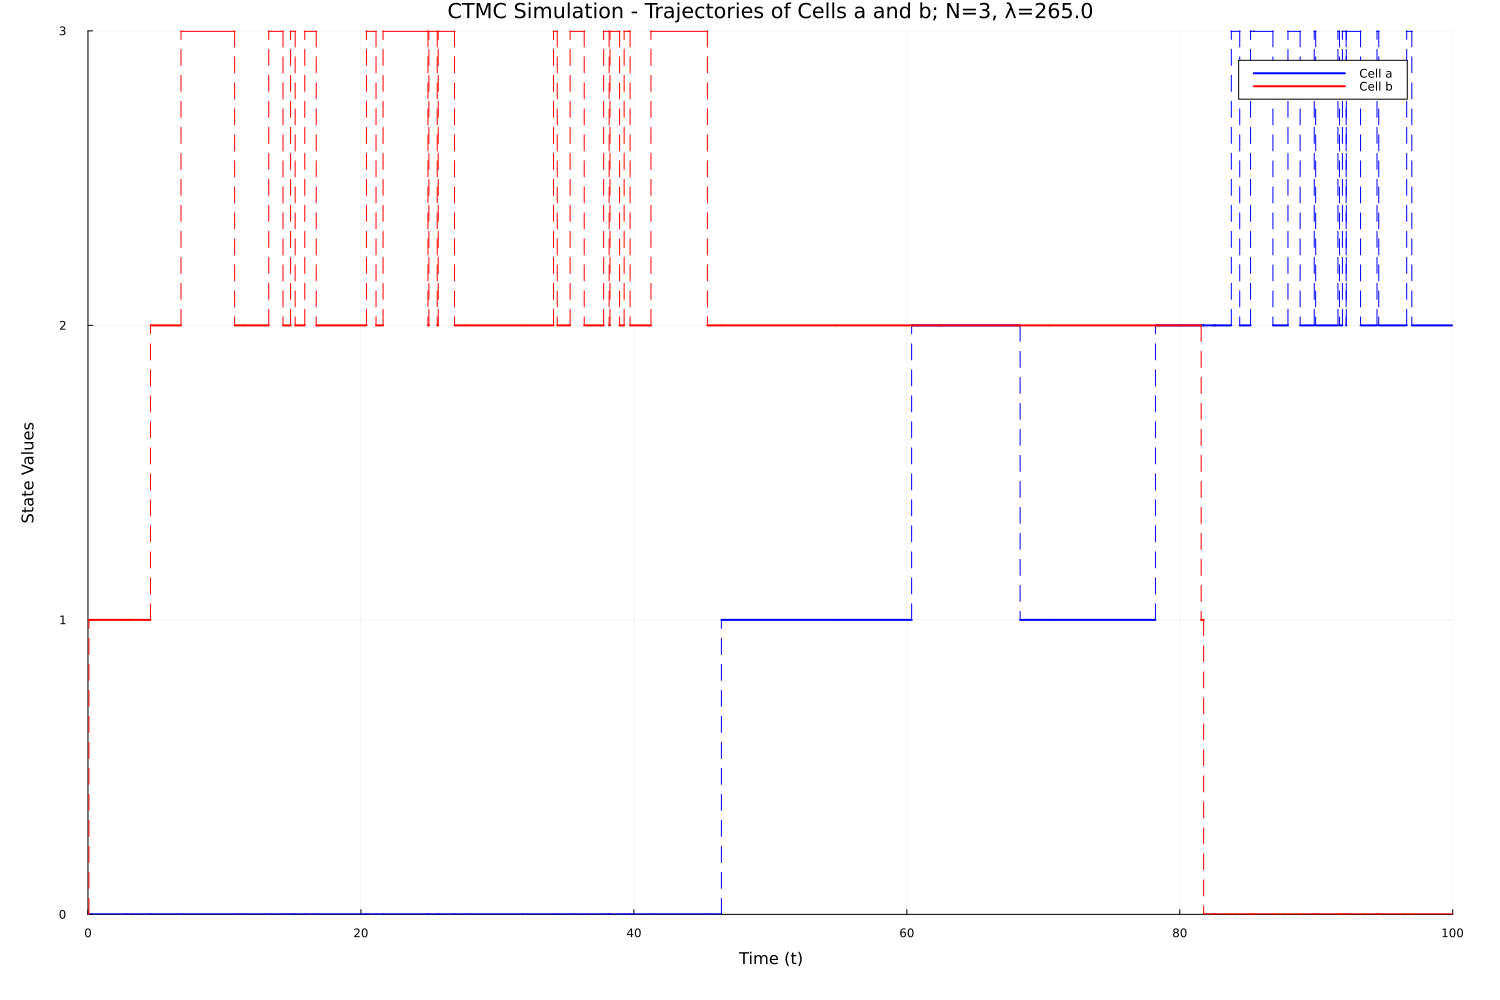 CTMC Simulation - Trajectories of Cells a and b; N=3, λ=265.0
3
Cell a
Cell b
2
State Values
1
0
0 20 40 60 80 100
Time (t)